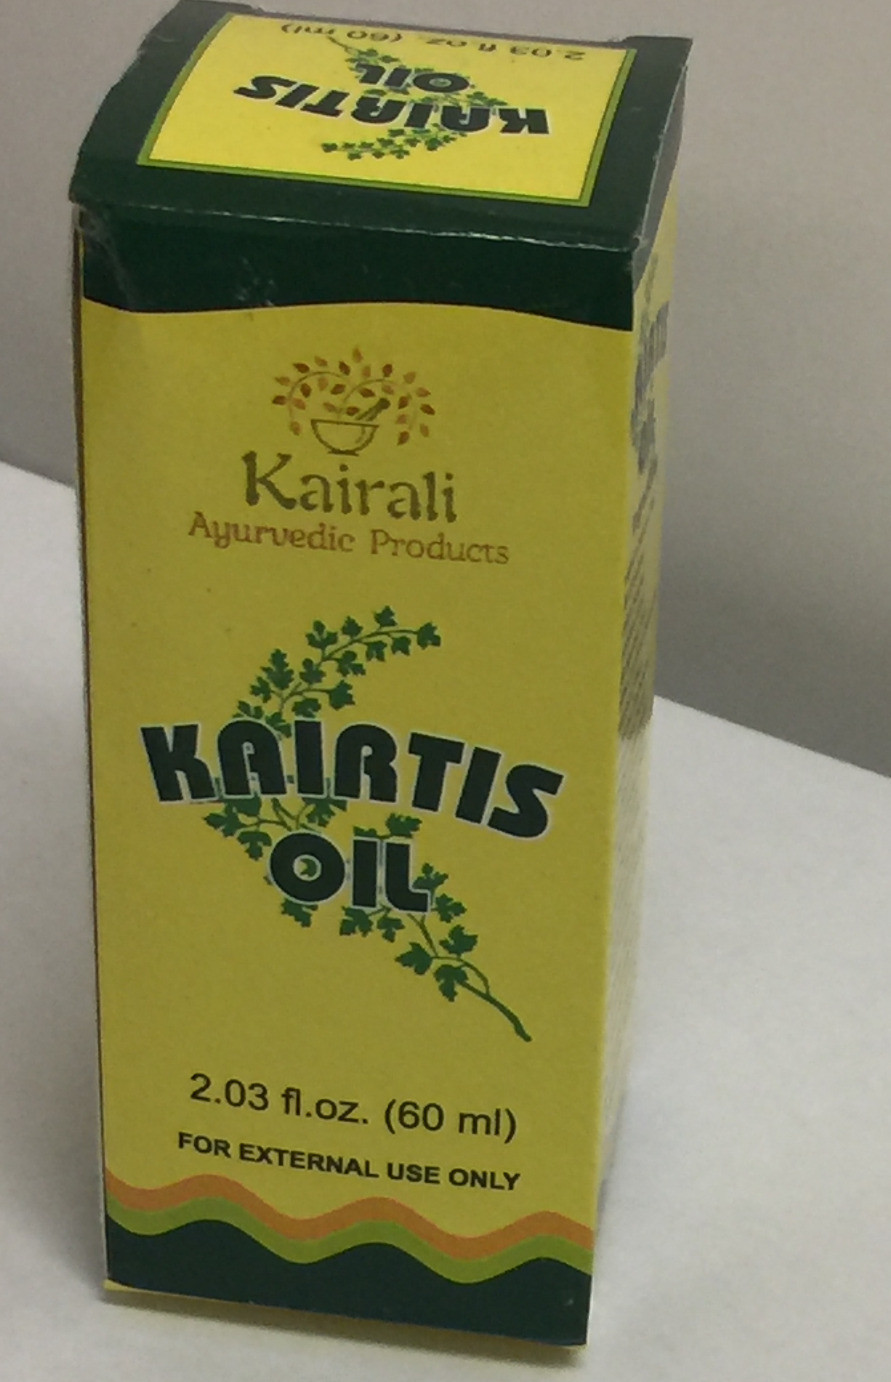 2.03 fl.oz. (60 ml)
KAIRTIS
OIL
Kairali
Ayurvedic Products
KAIRTIS
OIL
2.03 fl.oz. (60 ml)
FOR EXTERNAL USE ONLY